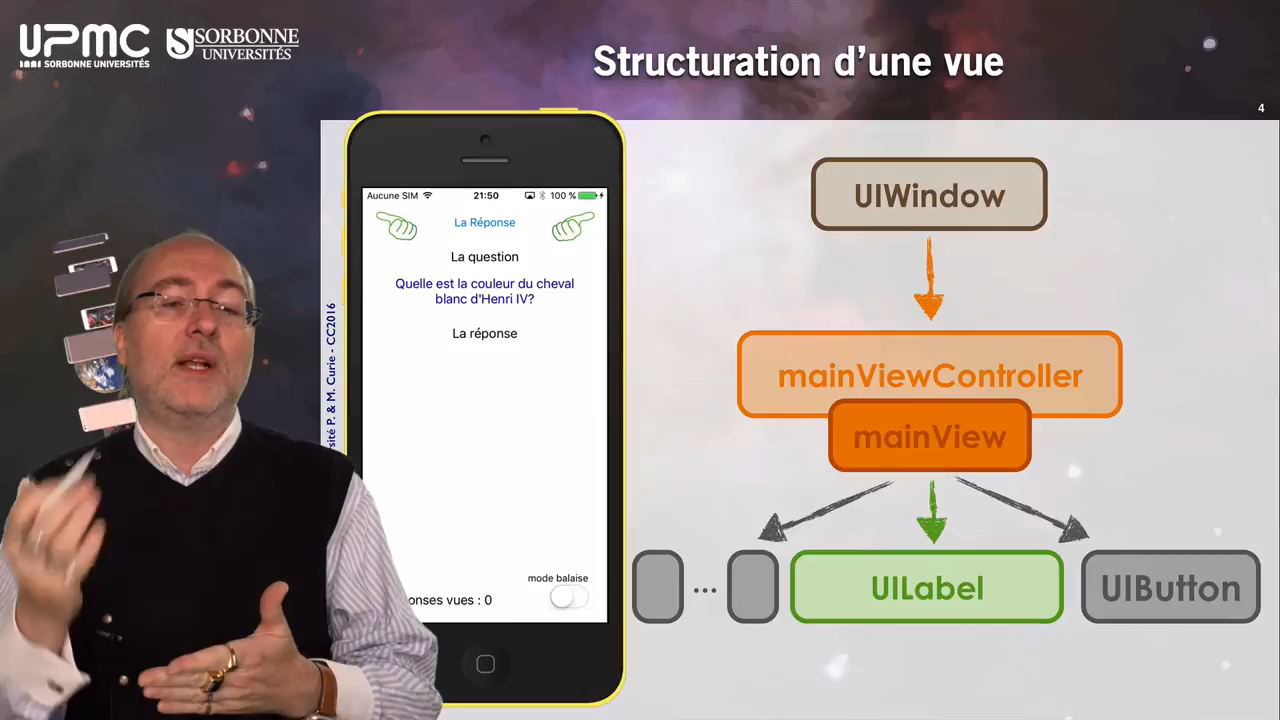 UPMC
SORBONNE UNIVERSITÉS
SORBONNE
UNIVERSITÉS
Structuration d'une vue
4
Aucune SIM
21:50
100 %
La Réponse
La question
Quelle est la couleur du cheval
blanc d'Henri IV?
La réponse
mode balaise
onses vues : 0
sité P. & M. Curie - CC2016
UIWindow
mainViewController
mainView
...
UILabel
UIButton